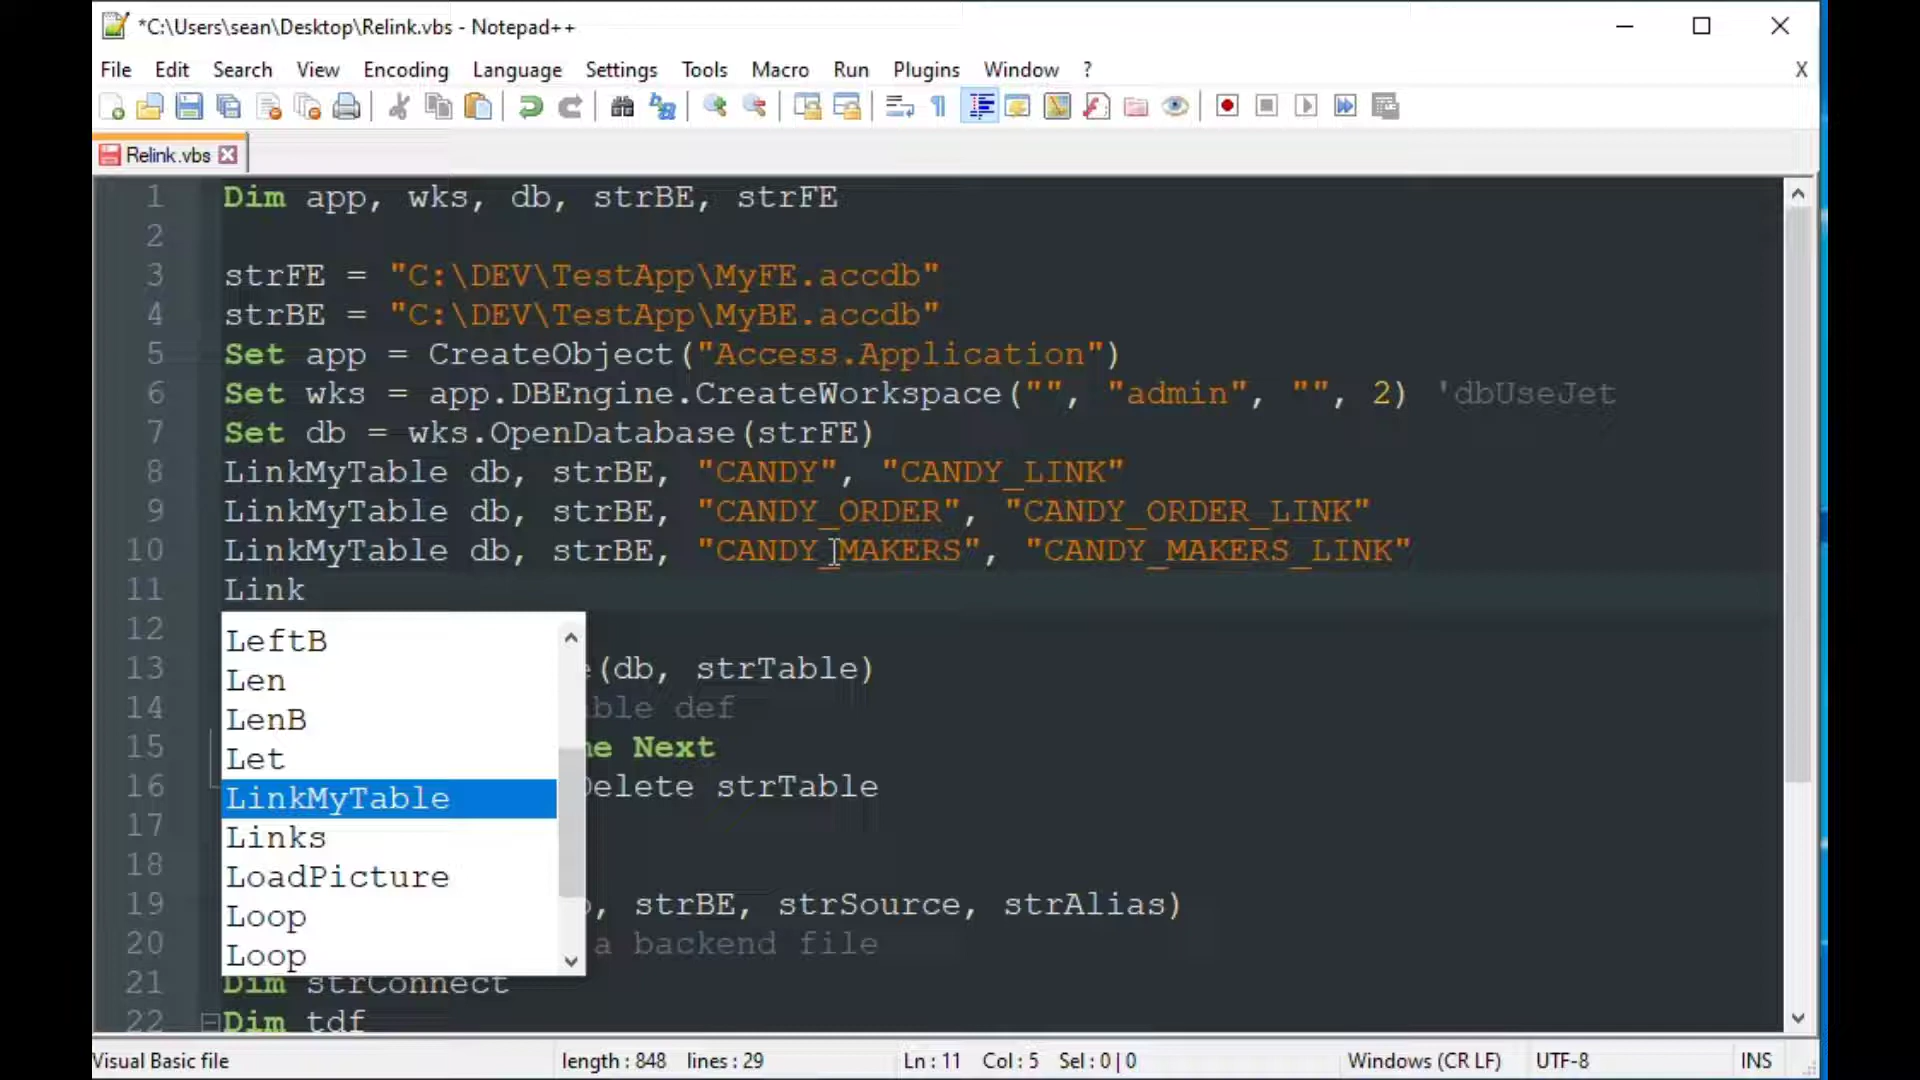 *C:\Users\sean\Desktop\Relink.vbs - Notepad++
File Edit Search View Encoding Language Settings Tools Macro Run Plugins Window ? X
Relink.vbs
1 Dim app, wks, db, strBE, strFE
2
3 strFE = "C:\DEV\TestApp\MyFE.accdb"
4 strBE = "C:\DEV\TestApp\MyBE.accdb"
5 Set app = CreateObject("Access.Application")
6 Set wks = app.DBEngine.CreateWorkspace("", "admin", "", 2) 'dbUseJet
7 Set db = wks.OpenDatabase(strFE)
8 LinkMyTable db, strBE, "CANDY", "CANDY_LINK"
9 LinkMyTable db, strBE, "CANDY_ORDER", "CANDY_ORDER_LINK"
10 LinkMyTable db, strBE, "CANDY_MAKERS", "CANDY_MAKERS_LINK"
11 Link
12
13 e(db, strTable)
14 able def
15 me Next
16 Delete strTable
17
18
19 , strBE, strSource, strAlias)
20 a backend file
21 Dim strConnect
22 Dim tdf
LeftB
Len
LenB
Let
LinkMyTable
Links
LoadPicture
Loop
Loop
Visual Basic file length : 848 lines : 29 Ln : 11 Col : 5 Sel : 0 | 0 Windows (CR LF) UTF-8 INS